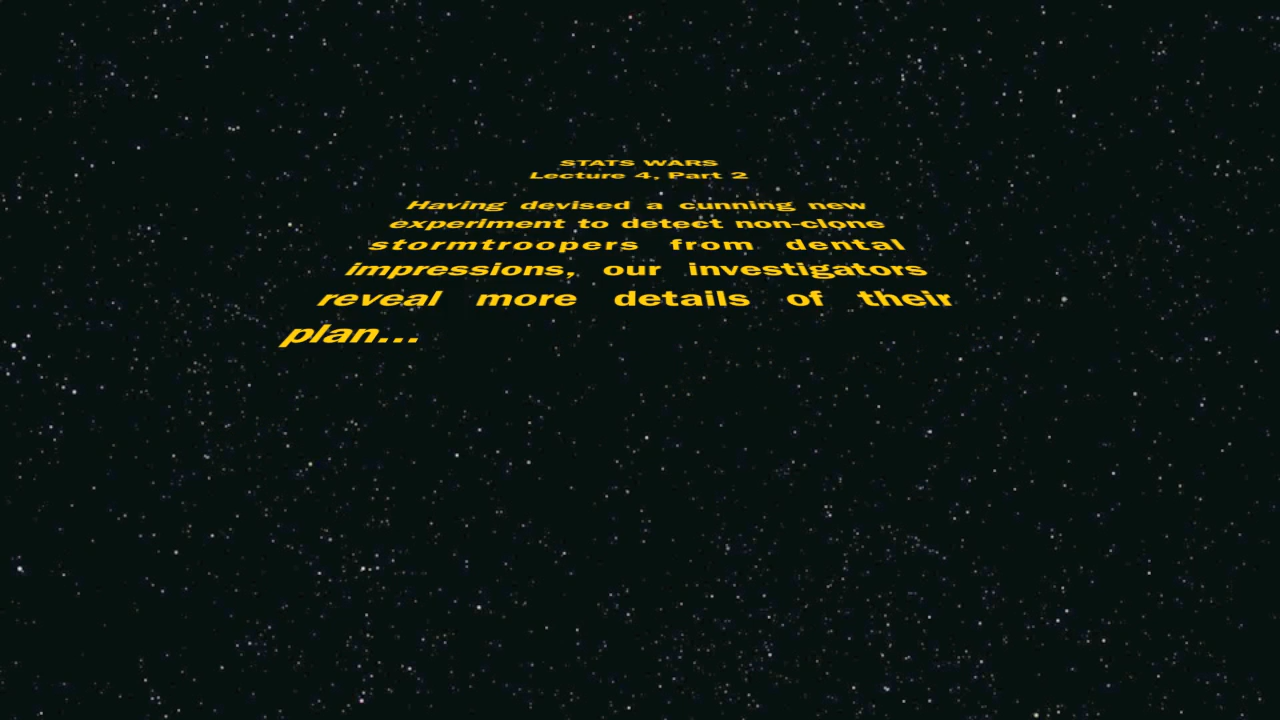 STATS WARS
Lecture 4, Part 2
Having devised a cunning new
experiment to detect non-clone
stormtroopers from dental
impressions, our investigators
reveal more details of their
plan...